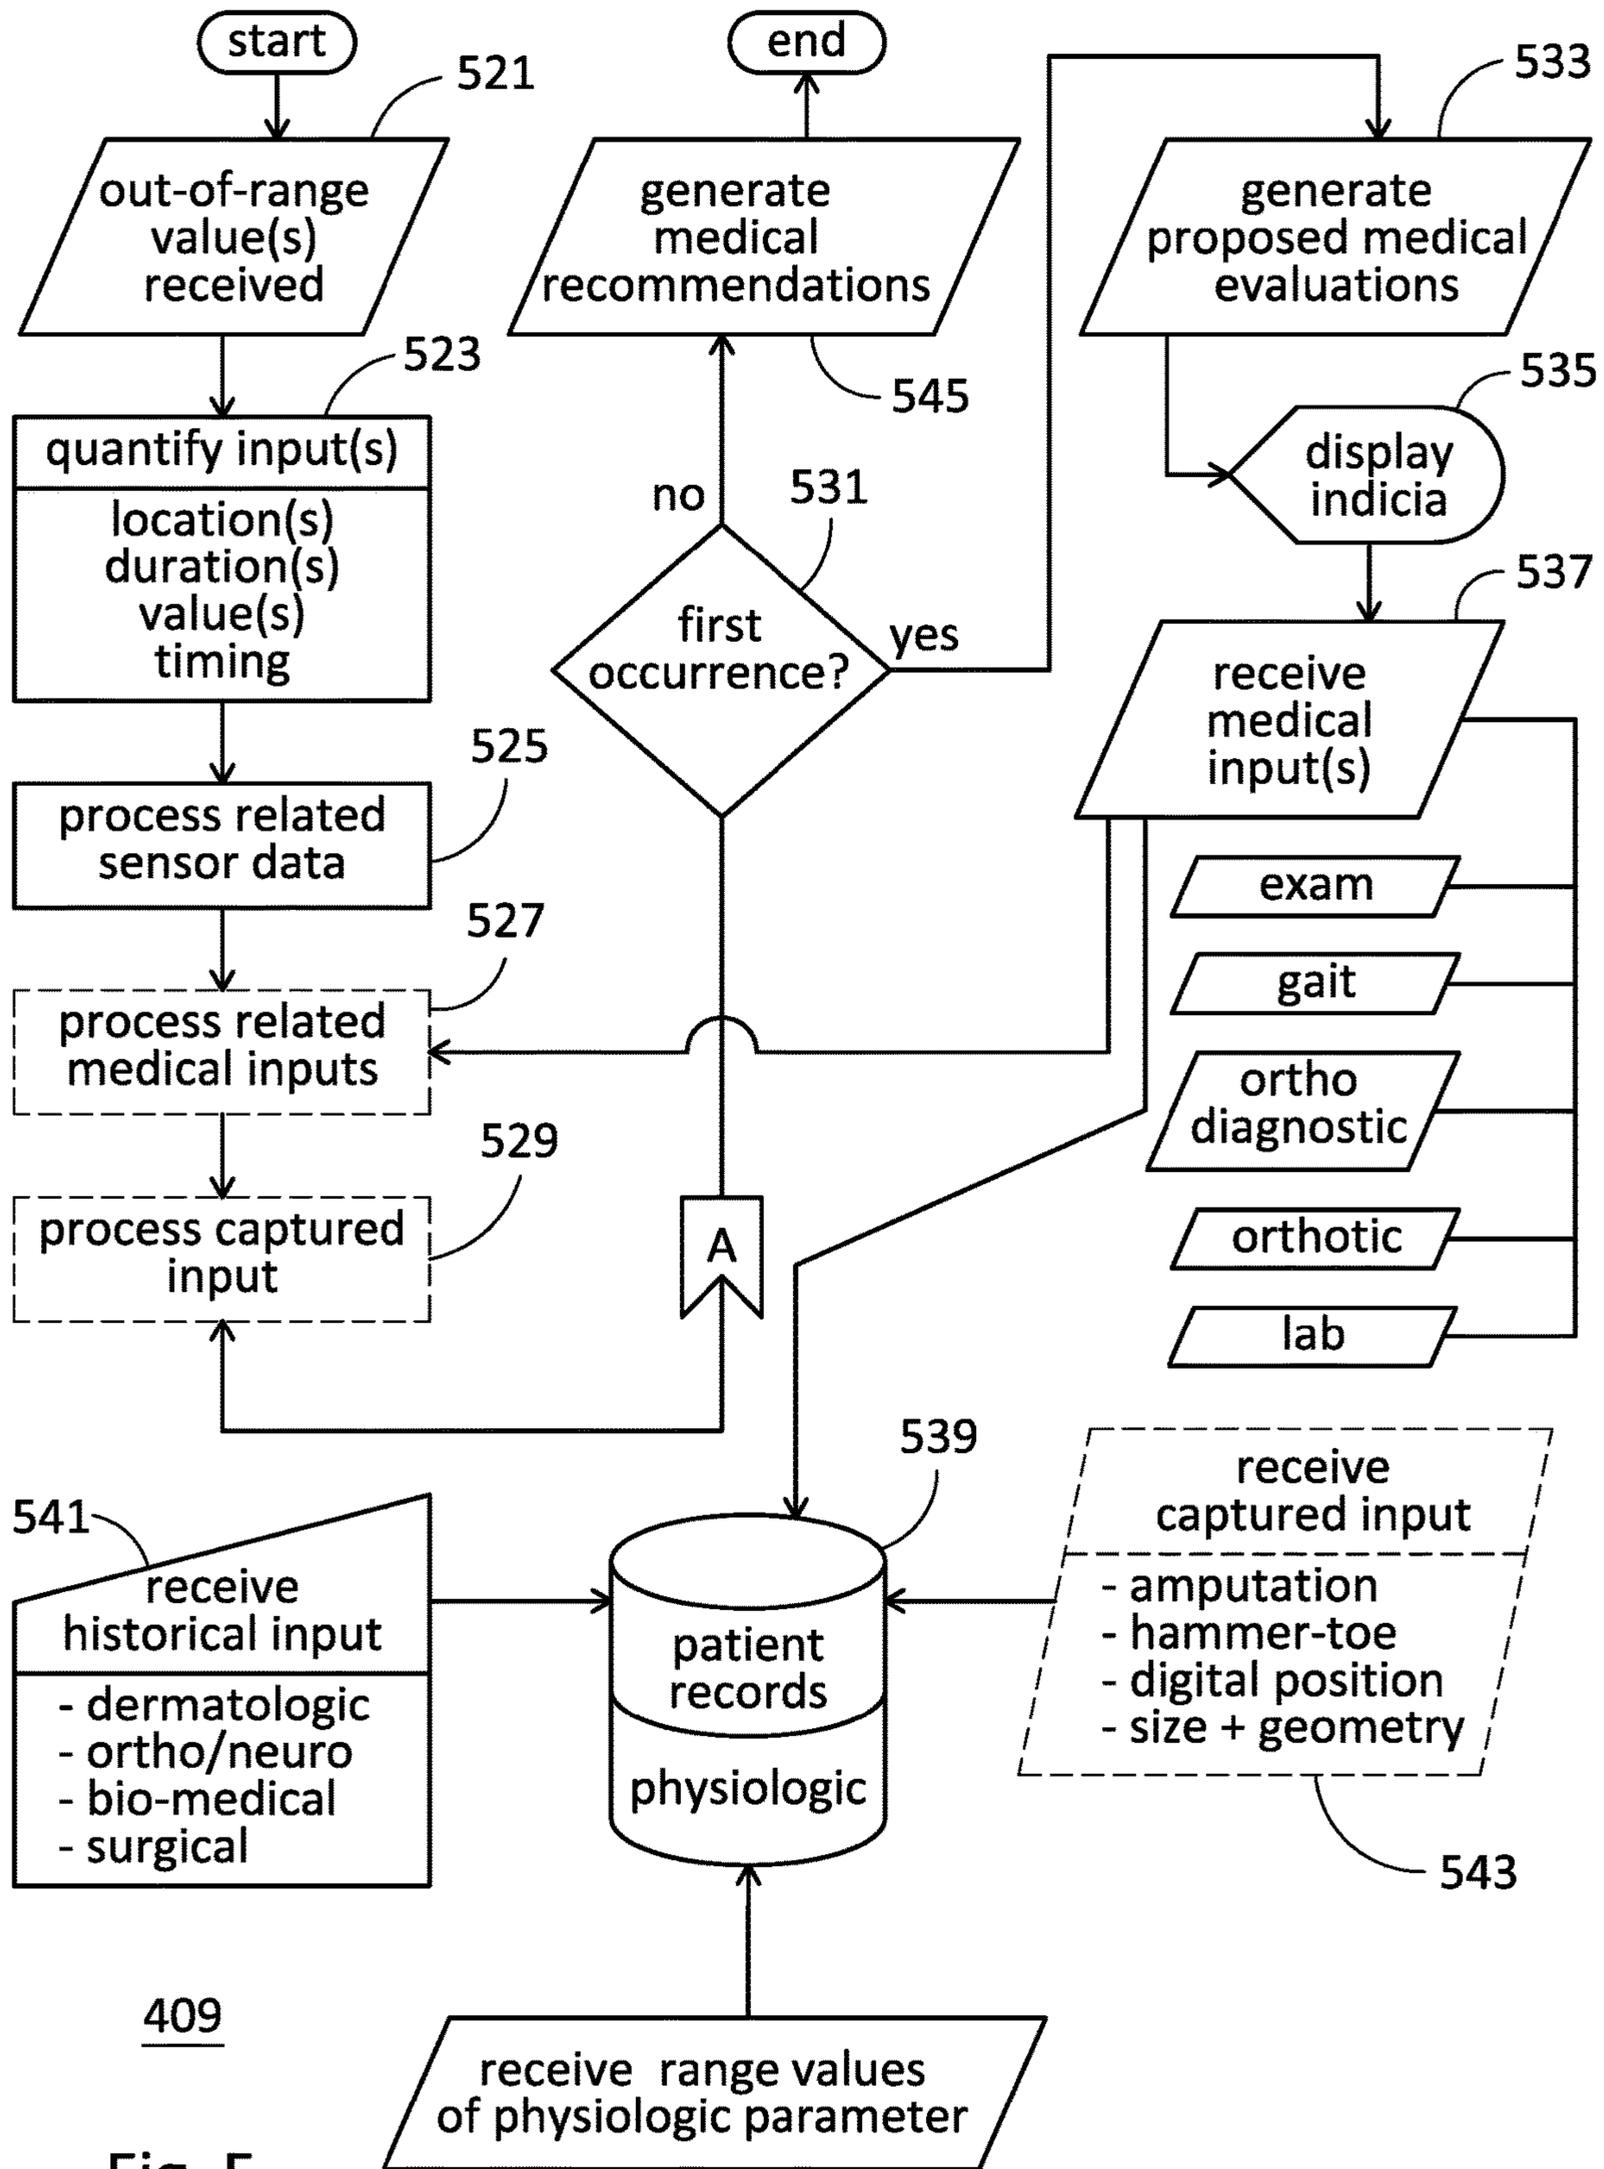 start
521
out-of-range
value(s)
received
523
quantify input(s)
location(s)
duration(s)
value(s)
timing
525
process related
sensor data
527
process related
medical inputs
529
process captured
input
end
generate
medical
recommendations
545
no
531
first
occurrence?
yes
A
533
generate
proposed medical
evaluations
535
display
indicia
537
receive
medical
input(s)
exam
gait
ortho
diagnostic
orthotic
lab
541
receive
historical input
- dermatologic
- ortho/neuro
- bio-medical
- surgical
539
patient
records
physiologic
receive
captured input
- amputation
- hammer-toe
- digital position
- size + geometry
543
409
receive range values
of physiologic parameter